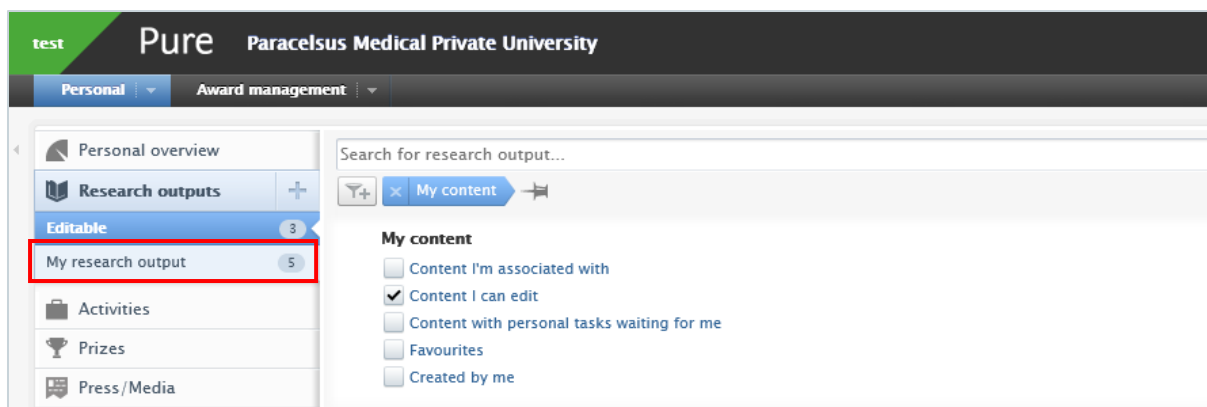 test Pure Paracelsus Medical Private University
Personal Award management
Personal overview
Research outputs
Editable 3
My research output 5
Activities
Prizes
Press/Media
Search for research output...
My content
My content
Content I'm associated with
Content I can edit
Content with personal tasks waiting for me
Favourites
Created by me